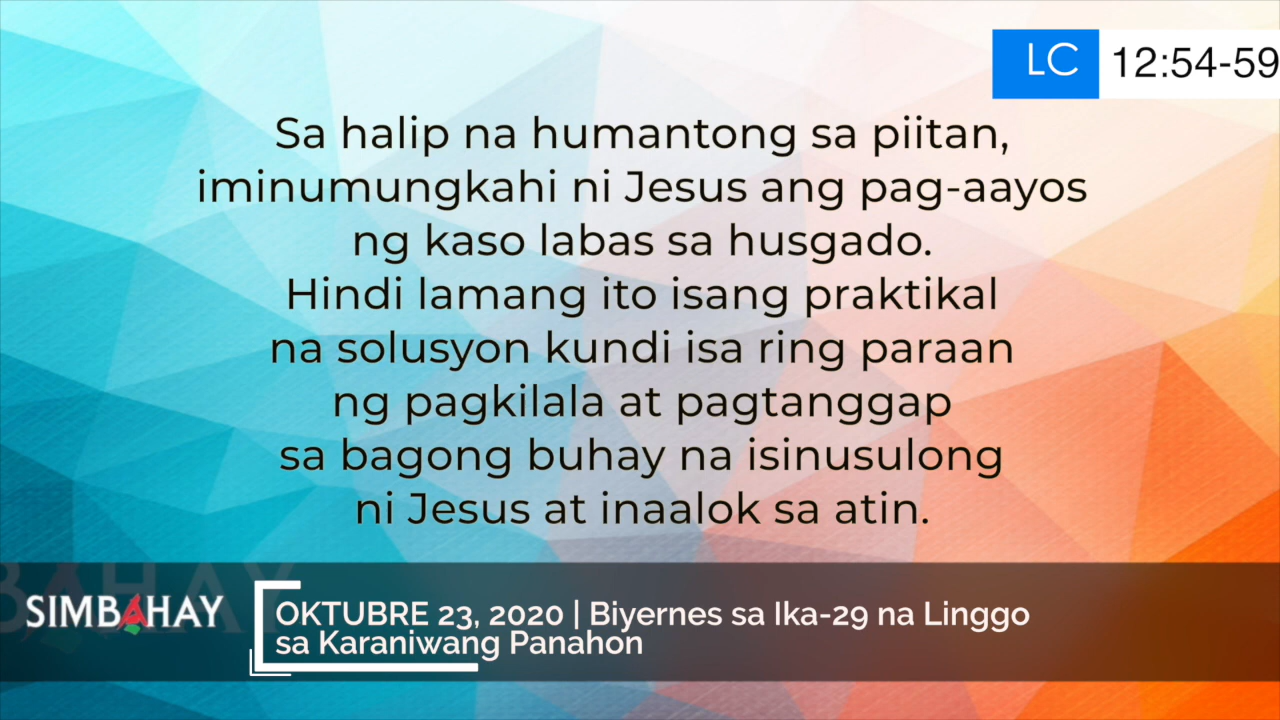 LC 12:54-59
Sa halip na humantong sa piitan,
iminumungkahi ni Jesus ang pag-aayos
ng kaso labas sa husgado.
Hindi lamang ito isang praktikal
na solusyon kundi isa ring paraan
ng pagkilala at pagtanggap
sa bagong buhay na isinusulong
ni Jesus at inaalok sa atin.
SIMBAHAY
OKTUBRE 23, 2020 | Biyernes sa Ika-29 na Linggo
sa Karaniwang Panahon